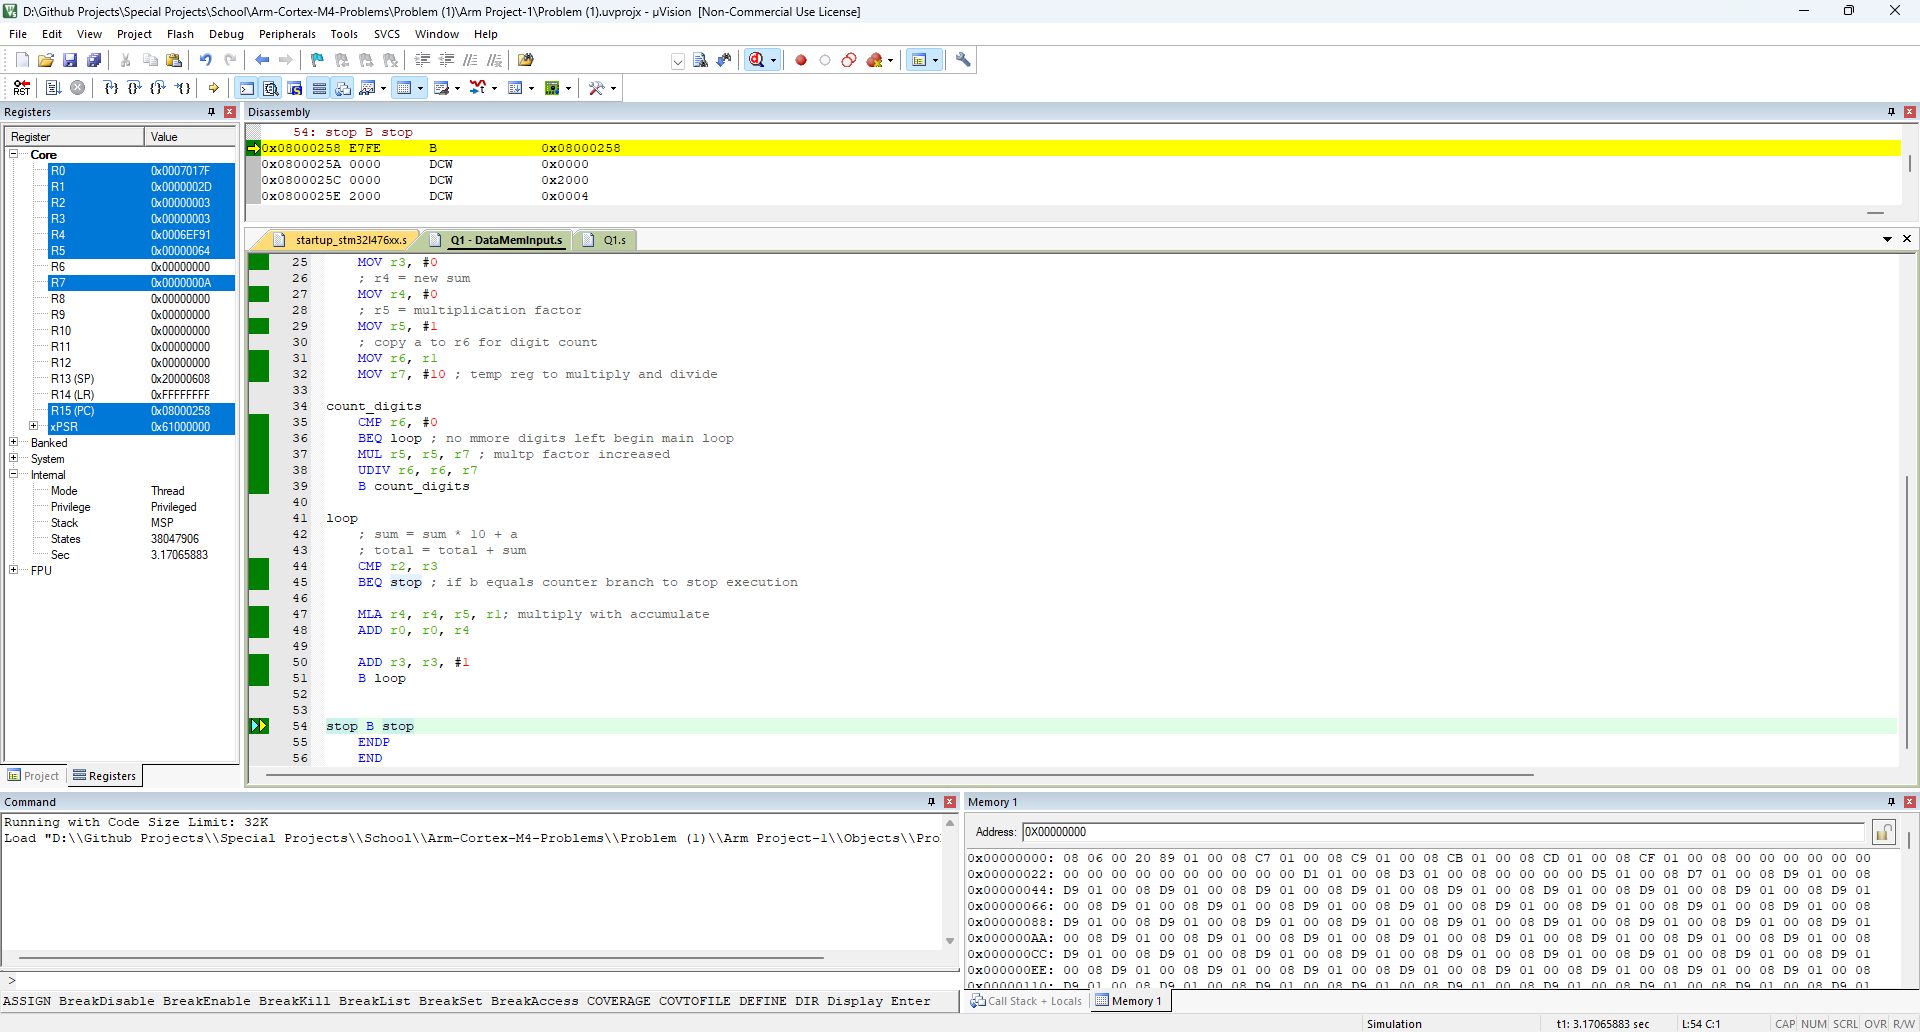 D:\Github Projects\Special Projects\School\Arm-Cortex-M4-Problems\Problem (1)\Arm Project-1\Problem (1).uvprojx - µVision  [Non-Commercial Use License]
File Edit View Project Flash Debug Peripherals Tools SVCS Window Help
RST
Registers
Register Value
Core
R0 0x0007017F
R1 0x0000002D
R2 0x00000003
R3 0x00000003
R4 0x0006EF91
R5 0x00000064
R6 0x00000000
R7 0x0000000A
R8 0x00000000
R9 0x00000000
R10 0x00000000
R11 0x00000000
R12 0x00000000
R13 (SP) 0x20000608
R14 (LR) 0xFFFFFFFF
R15 (PC) 0x08000258
xPSR 0x61000000
Banked
System
Internal
Mode Thread
Privilege Privileged
Stack MSP
States 38047906
Sec 3.17065883
FPU
Project Registers
Disassembly
54: stop B stop
0x08000258 E7FE B 0x08000258
0x0800025A 0000 DCW 0x0000
0x0800025C 0000 DCW 0x2000
0x0800025E 2000 DCW 0x0004
startup_stm32l476xx.s Q1 - DataMemInput.s Q1.s
25 MOV r3, #0
26 ; r4 = new sum
27 MOV r4, #0
28 ; r5 = multiplication factor
29 MOV r5, #1
30 ; copy a to r6 for digit count
31 MOV r6, r1
32 MOV r7, #10 ; temp reg to multiply and divide
33
34 count_digits
35 CMP r6, #0
36 BEQ loop ; no mmore digits left begin main loop
37 MUL r5, r5, r7 ; multp factor increased
38 UDIV r6, r6, r7
39 B count_digits
40
41 loop
42 ; sum = sum * 10 + a
43 ; total = total + sum
44 CMP r2, r3
45 BEQ stop ; if b equals counter branch to stop execution
46
47 MLA r4, r4, r5, r1; multiply with accumulate
48 ADD r0, r0, r4
49
50 ADD r3, r3, #1
51 B loop
52
53
54 stop B stop
55 ENDP
56 END
Command
Running with Code Size Limit: 32K
Load "D:\\Github Projects\\Special Projects\\School\\Arm-Cortex-M4-Problems\\Problem (1)\\Arm Project-1\\Objects\\Pro
>
ASSIGN BreakDisable BreakEnable BreakKill BreakList BreakSet BreakAccess COVERAGE COVTOFILE DEFINE DIR Display Enter
Memory 1
Address: 0X00000000
0x00000000: 08 06 00 20 89 01 00 08 C7 01 00 08 C9 01 00 08 CB 01 00 08 CD 01 00 08 CF 01 00 08 00 00 00 00 00 00
0x00000022: 00 00 00 00 00 00 00 00 00 00 D1 01 00 08 D3 01 00 08 00 00 00 00 D5 01 00 08 D7 01 00 08 D9 01 00 08
0x00000044: D9 01 00 08 D9 01 00 08 D9 01 00 08 D9 01 00 08 D9 01 00 08 D9 01 00 08 D9 01 00 08 D9 01 00 08 D9 01
0x00000066: 00 08 D9 01 00 08 D9 01 00 08 D9 01 00 08 D9 01 00 08 D9 01 00 08 D9 01 00 08 D9 01 00 08 D9 01 00 08
0x00000088: D9 01 00 08 D9 01 00 08 D9 01 00 08 D9 01 00 08 D9 01 00 08 D9 01 00 08 D9 01 00 08 D9 01 00 08 D9 01
0x000000AA: 00 08 D9 01 00 08 D9 01 00 08 D9 01 00 08 D9 01 00 08 D9 01 00 08 D9 01 00 08 D9 01 00 08 D9 01 00 08
0x000000CC: D9 01 00 08 D9 01 00 08 D9 01 00 08 D9 01 00 08 D9 01 00 08 D9 01 00 08 D9 01 00 08 D9 01 00 08 D9 01
0x000000EE: 00 08 D9 01 00 08 D9 01 00 08 D9 01 00 08 D9 01 00 08 D9 01 00 08 D9 01 00 08 D9 01 00 08 D9 01 00 08
0x00000110: D9 01 00 08 D9 01 00 08 D9 01 00 08 D9 01 00 08 D9 01 00 08 D9 01 00 08 D9 01 00 08 D9 01 00 08 D9 01
Call Stack + Locals Memory 1
Simulation t1: 3.17065883 sec L:54 C:1 CAP NUM SCRL OVR R/W